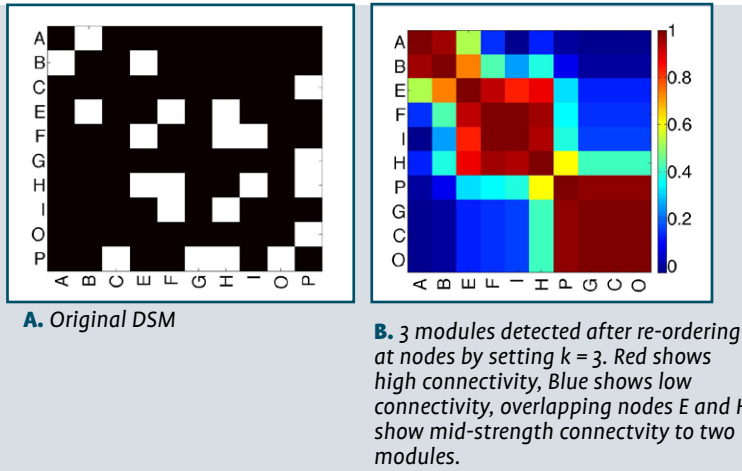 A
B
C
E
F
G
H
I
O
P
A B C E F G H I O P
A. Original DSM
A
B
E
F
I
H
P
G
C
O
A B E F I H P G C O
1
0.8
0.6
0.4
0.2
0
B. 3 modules detected after re-ordering
at nodes by setting k = 3. Red shows
high connectivity, Blue shows low
connectivity, overlapping nodes E and H
show mid-strength connectvity to two
modules.